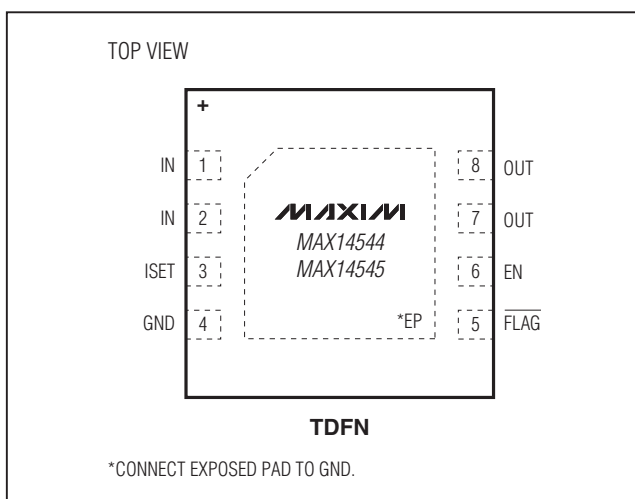 TOP VIEW
+
IN 1 8 OUT
IN 2 7 OUT
ISET 3 6 EN
GND 4 5 FLAG
MAXIM
MAX14544
MAX14545
*EP
TDFN
*CONNECT EXPOSED PAD TO GND.